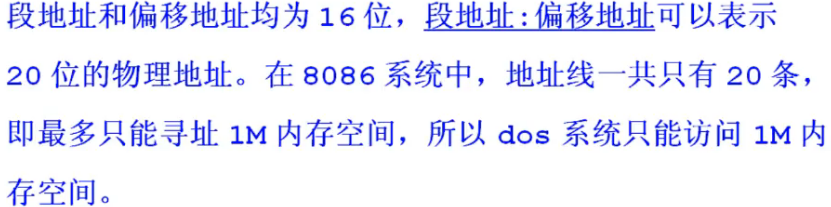 段地址和偏移地址均为 16 位，段地址:偏移地址可以表示
20 位的物理地址。在 8086 系统中，地址线一共只有 20 条，
即最多只能寻址 1M 内存空间，所以 dos 系统只能访问 1M 内
存空间。